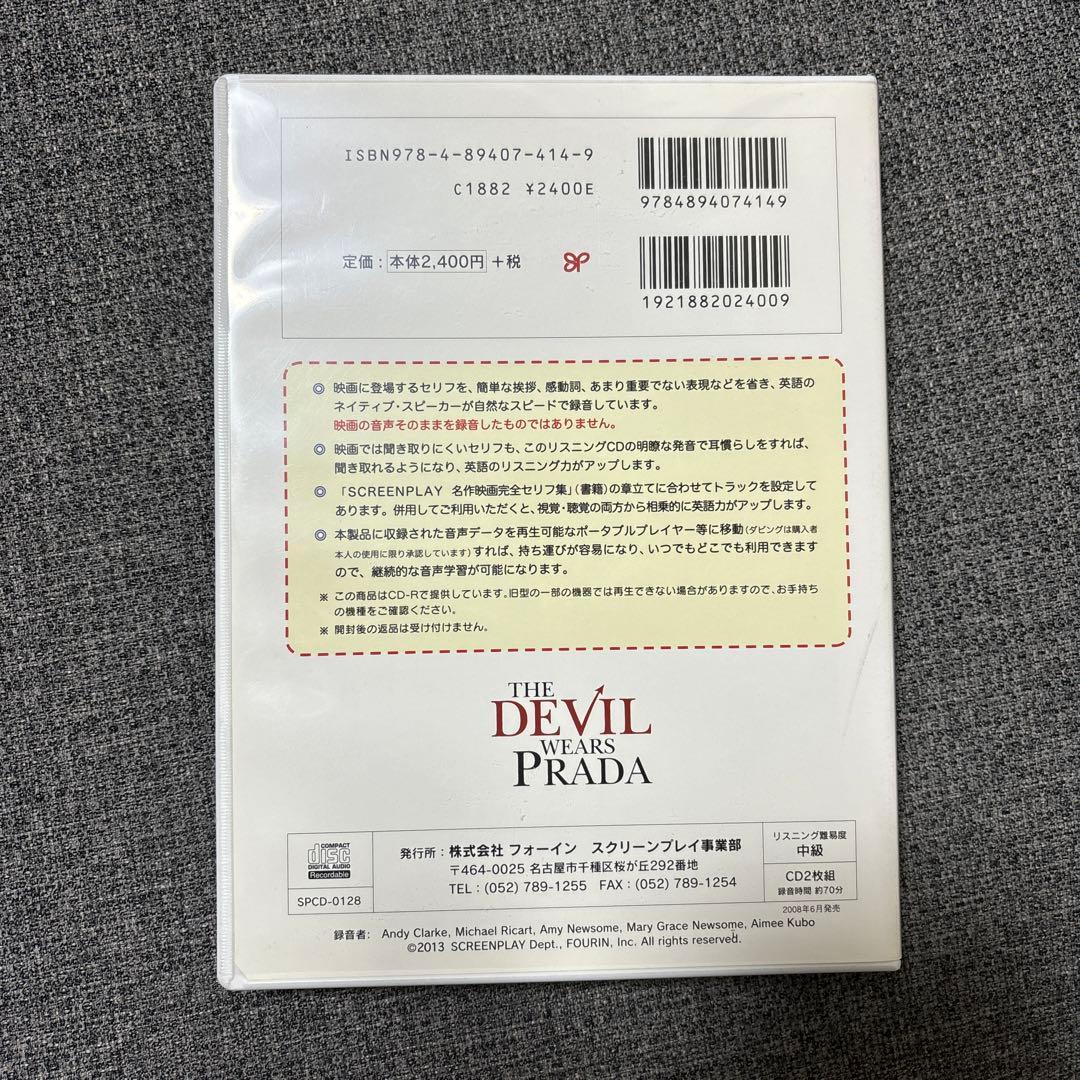 ISBN978-4-89407-414-9
C1882 ¥2400E
9784894074149
定価：本体2,400円＋税
SP
1921882024009
◎ 映画に登場するセリフを、簡単な挨拶、感動詞、あまり重要でない表現などを省き、英語の
ネイティブ・スピーカーが自然なスピードで録音しています。
映画の音声そのままを録音したものではありません。
◎ 映画では聞き取りにくいセリフも、このリスニングCDの明瞭な発音で耳慣らしをすれば、
聞き取れるようになり、英語のリスニング力がアップします。
◎ 「SCREENPLAY 名作映画完全セリフ集」（書籍）の章立てに合わせてトラックを設定して
あります。併用してご利用いただくと、視覚・聴覚の両方から相乗的に英語力がアップします。
◎ 本製品に収録された音声データを再生可能なポータブルプレイヤー等に移動（ダビングは購入者
本人の使用に限り承認しています）すれば、持ち運びが容易になり、いつでもどこでも利用できます
ので、継続的な音声学習が可能になります。
※ この商品はCD-Rで提供しています。旧型の一部の機器では再生できない場合がありますので、お手持ち
の機種をご確認ください。
※ 開封後の返品は受け付けません。
THE
DEVIL
WEARS
PRADA
COMPACT
disc
DIGITAL AUDIO
Recordable
SPCD-0128
発行所：株式会社 フォーイン スクリーンプレイ事業部
〒464-0025 名古屋市千種区桜が丘292番地
TEL：(052) 789-1255 FAX：(052) 789-1254
リスニング難易度
中級
CD2枚組
録音時間 約70分
2008年6月発売
録音者： Andy Clarke, Michael Ricart, Amy Newsome, Mary Grace Newsome, Aimee Kubo
©2013 SCREENPLAY Dept., FOURIN, Inc. All rights reserved.